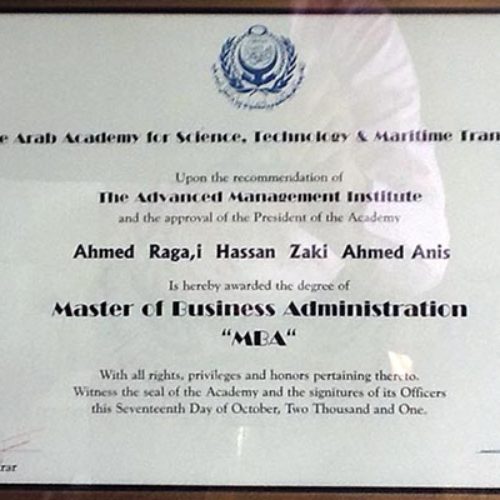 e Arab Academy for Science, Technology & Maritime Tran
Upon the recommendation of
The Advanced Management Institute
and the approval of the President of the Academy
Ahmed Raga,i Hassan Zaki Ahmed Anis
Is hereby awarded the degree of
Master of Business Administration
"MBA"
With all rights, privileges and honors pertaining thereto.
Witness the seal of the Academy and the signitures of its Officers
this Seventeenth Day of October, Two Thousand and One.
rar